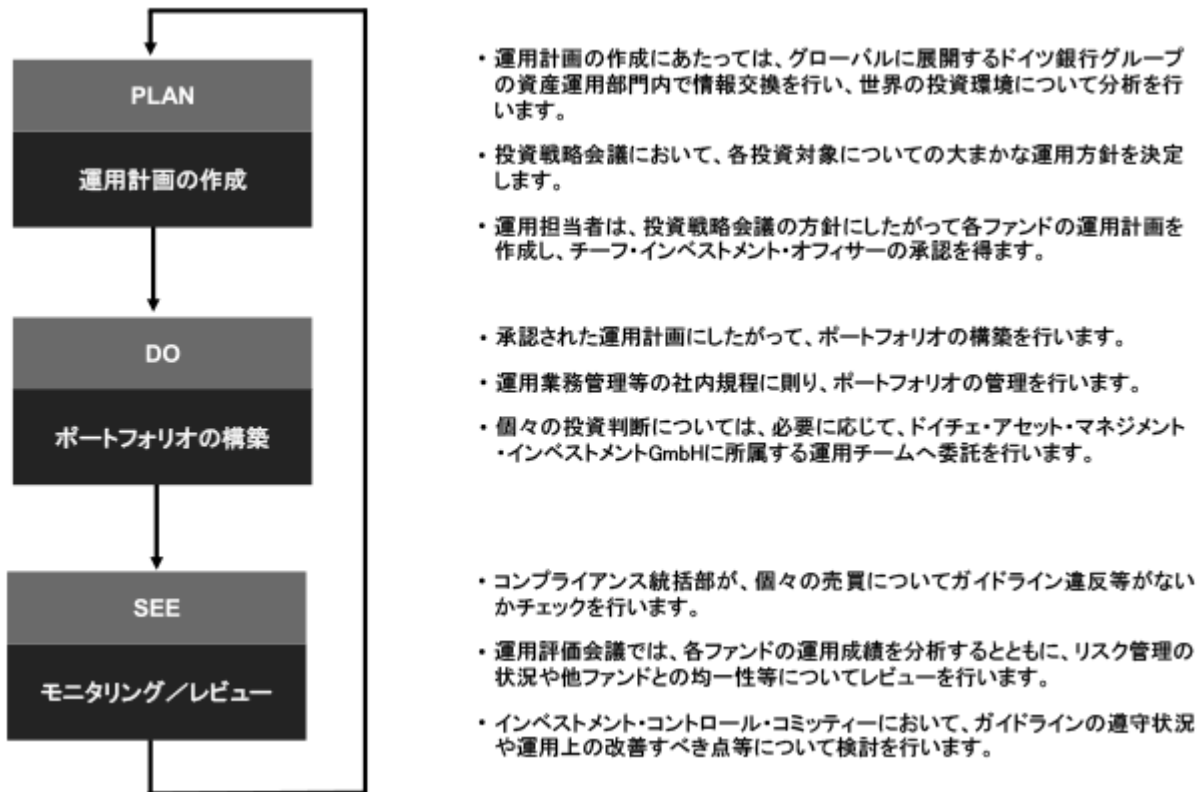 PLAN
運用計画の作成
・運用計画の作成にあたっては、グローバルに展開するドイツ銀行グループ
の資産運用部門内で情報交換を行い、世界の投資環境について分析を行
います。
・投資戦略会議において、各投資対象についての大まかな運用方針を決定
します。
・運用担当者は、投資戦略会議の方針にしたがって各ファンドの運用計画を
作成し、チーフ・インベストメント・オフィサーの承認を得ます。
DO
ポートフォリオの構築
・承認された運用計画にしたがって、ポートフォリオの構築を行います。
・運用業務管理等の社内規程に則り、ポートフォリオの管理を行います。
・個々の投資判断については、必要に応じて、ドイチェ・アセット・マネジメント
・インベストメントGmbHに所属する運用チームへ委託を行います。
SEE
モニタリング／レビュー
・コンプライアンス統括部が、個々の売買についてガイドライン違反等がない
かチェックを行います。
・運用評価会議では、各ファンドの運用成績を分析するとともに、リスク管理の
状況や他ファンドとの均一性等についてレビューを行います。
・インベストメント・コントロール・コミッティーにおいて、ガイドラインの遵守状況
や運用上の改善すべき点等について検討を行います。